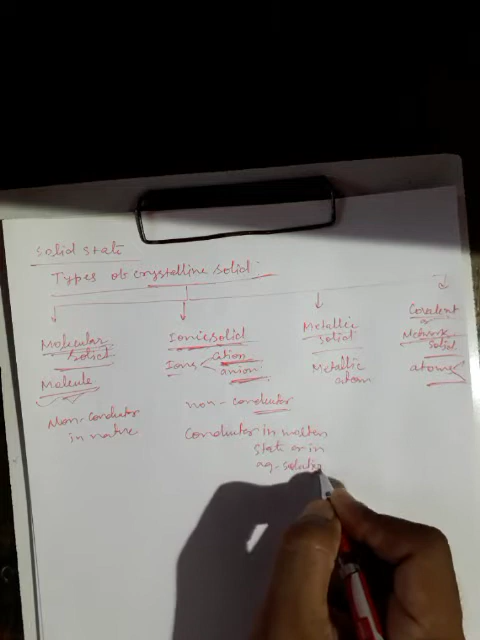 Solid state
Types of crystalline solid
Molecular
solid
Molecule
Non-conductor
in nature
Ionic solid
Ions cation
anion
non-conductor
Conductor in molten
state or in
aq. solution
Metallic
solid
Metallic
atom
Covalent
or
Network
solid
atoms